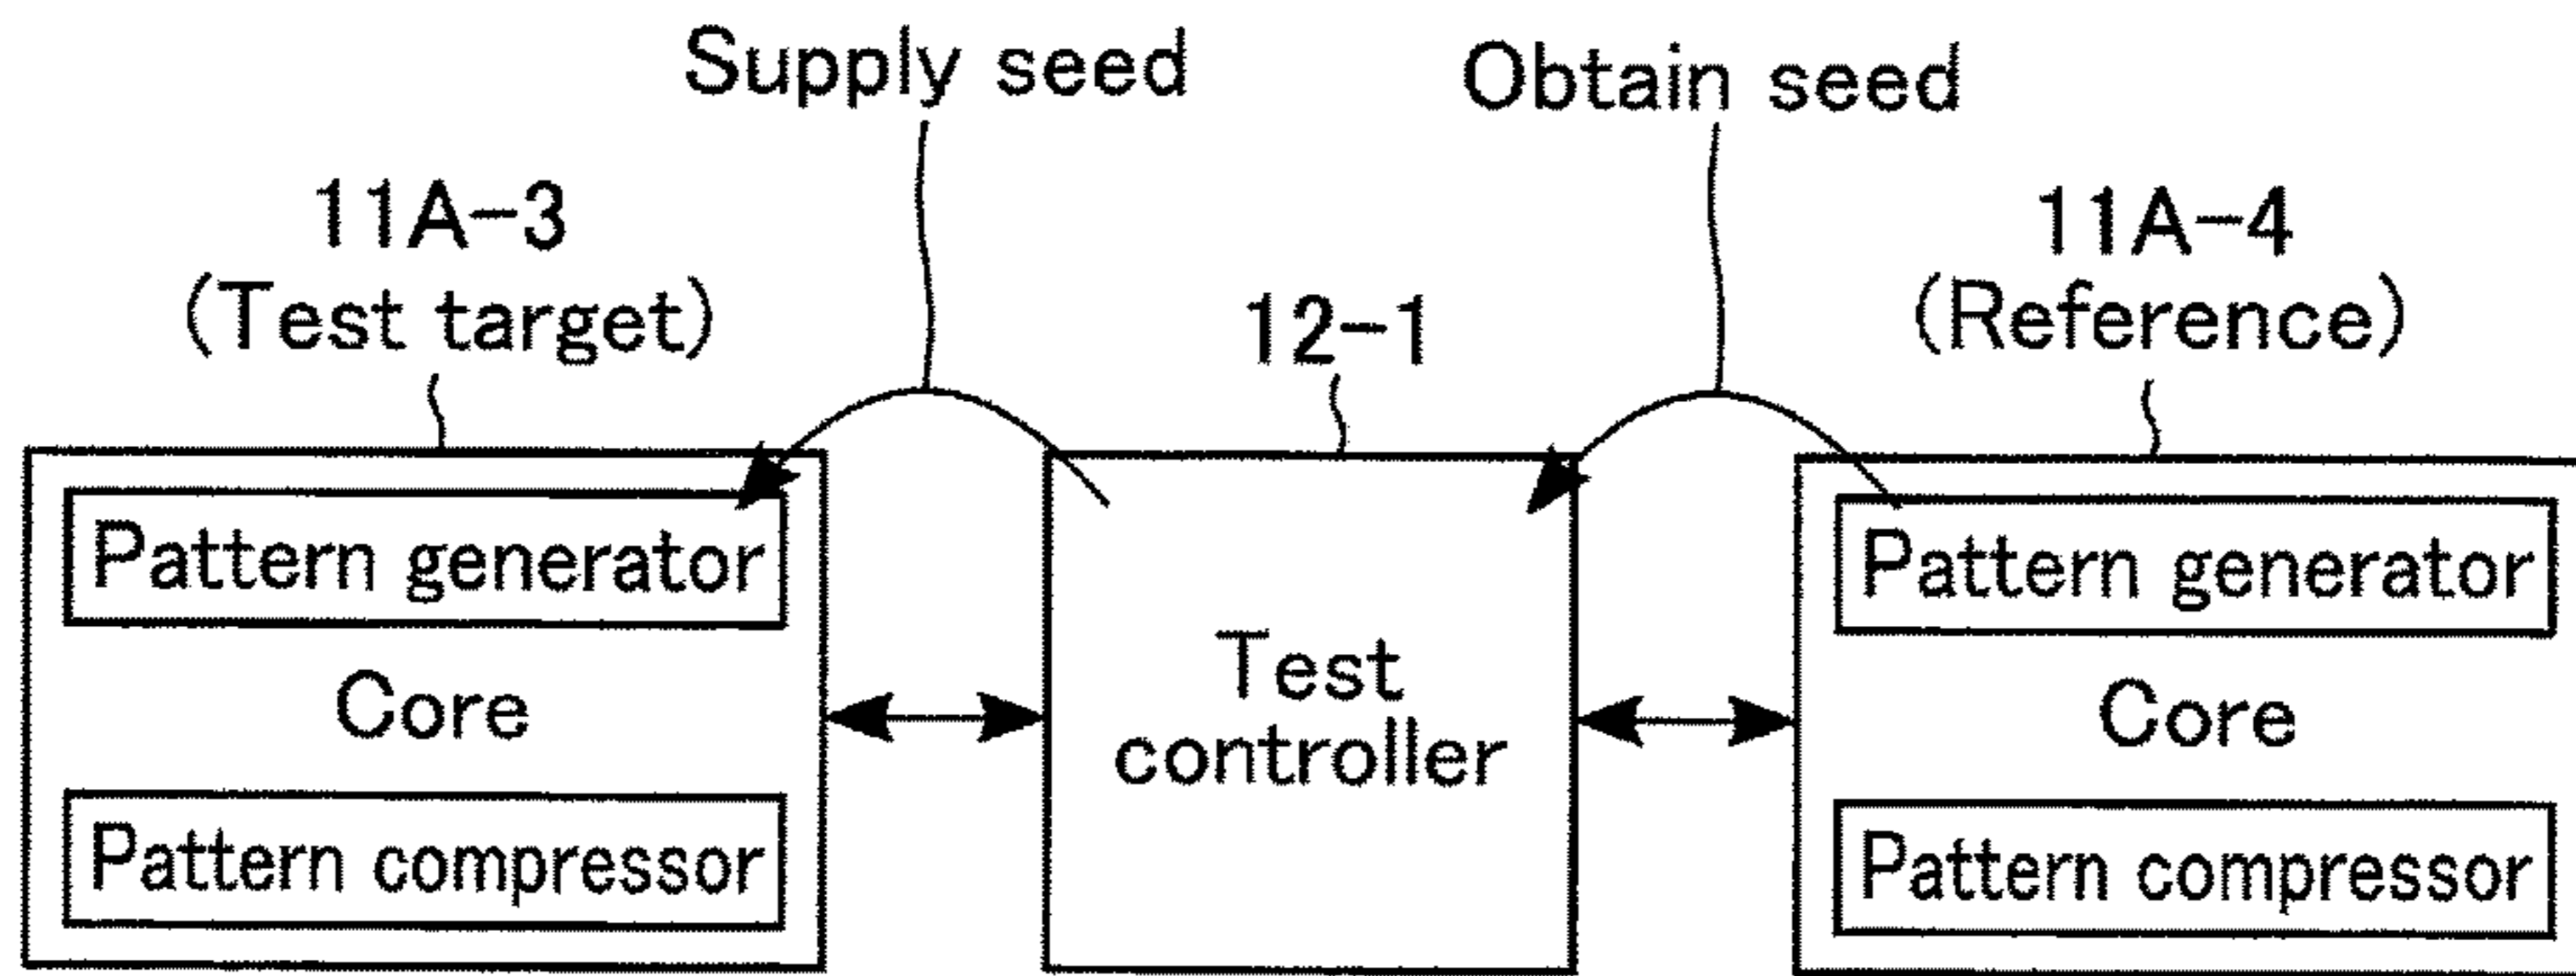 Supply seed
Obtain seed
11A-3
(Test target)
12-1
11A-4
(Reference)
Pattern generator
Core
Pattern compressor
Test
controller
Pattern generator
Core
Pattern compressor